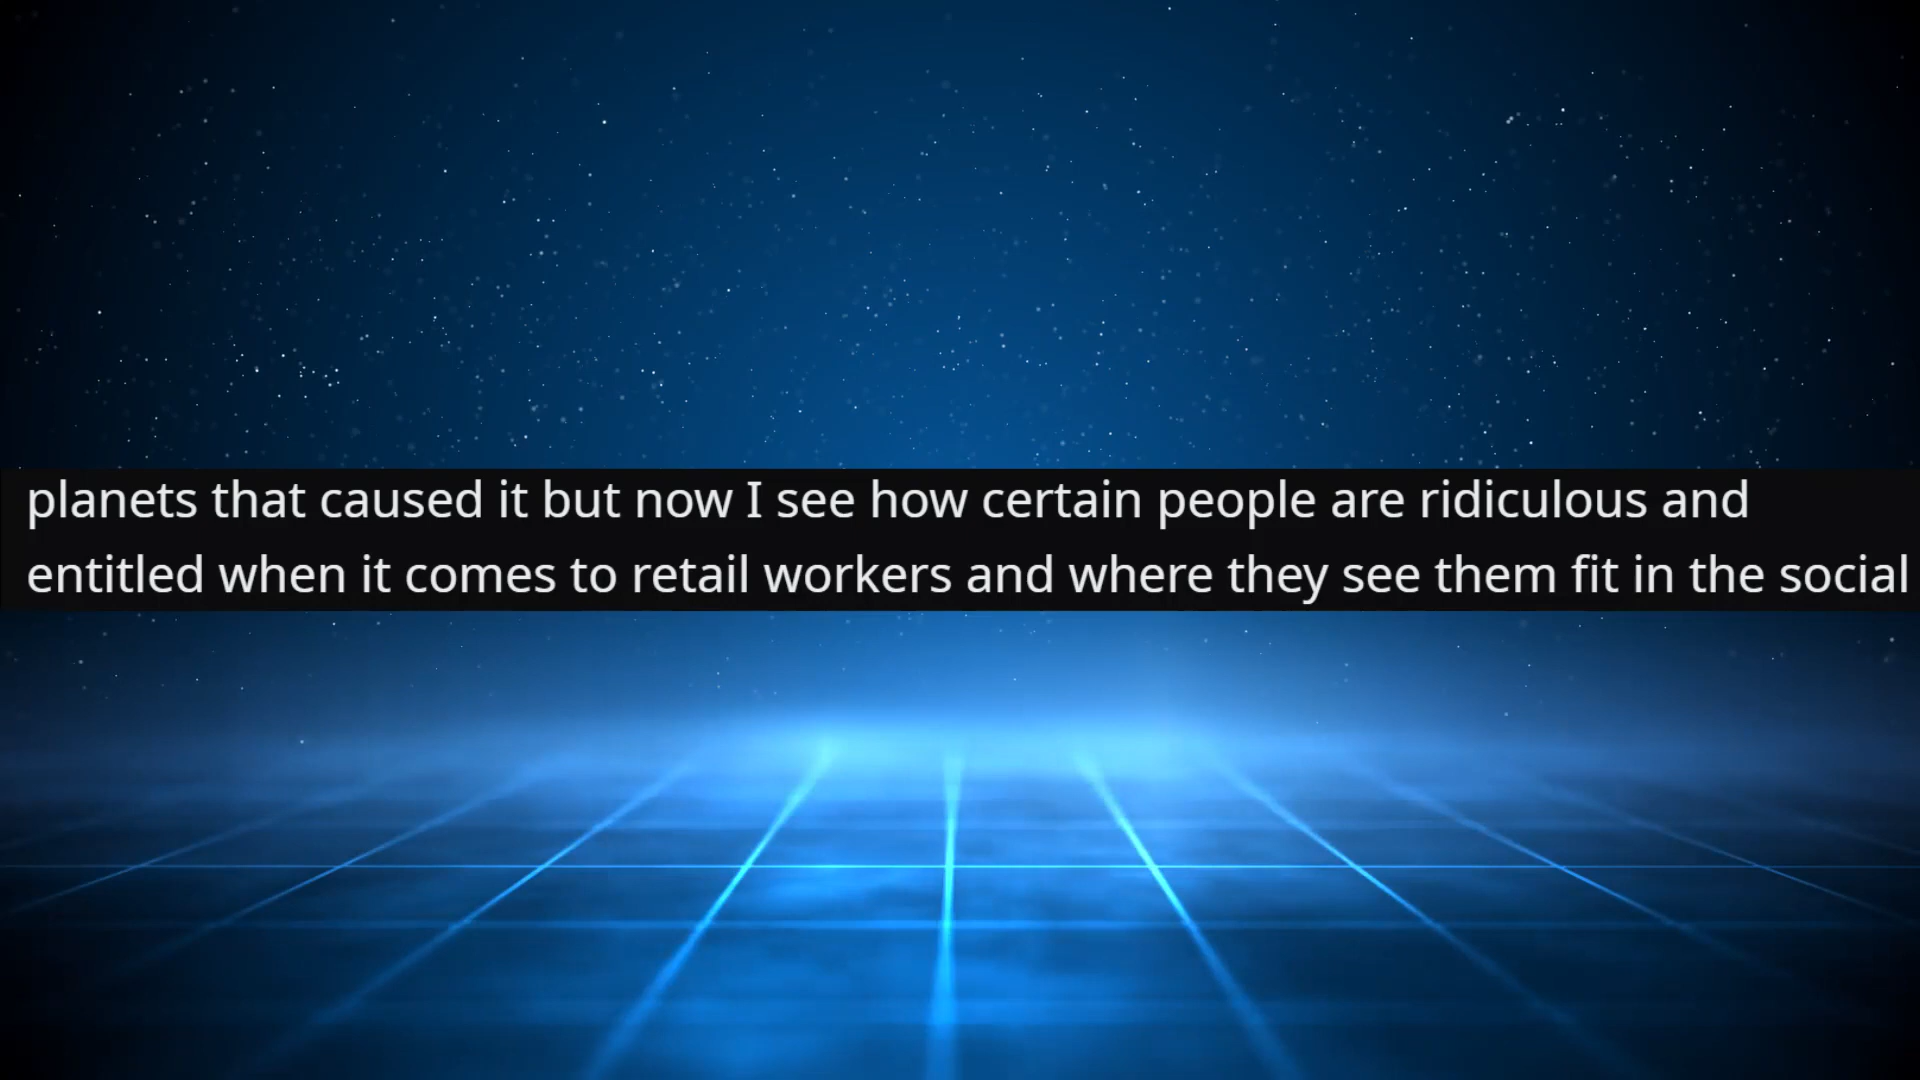 planets that caused it but now I see how certain people are ridiculous and
entitled when it comes to retail workers and where they see them fit in the social